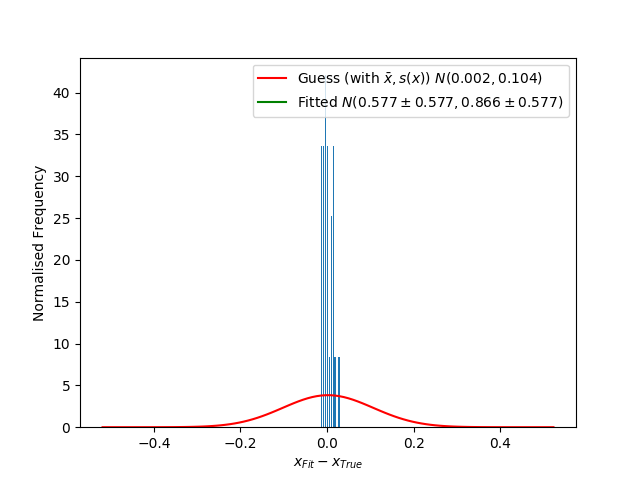 Guess (with x̄, s(x)) N(0.002, 0.104)
Fitted N(0.577 ± 0.577, 0.866 ± 0.577)
40
35
30
25
20
15
10
5
0
Normalised Frequency
−0.4 −0.2 0.0 0.2 0.4
x_Fit − x_True